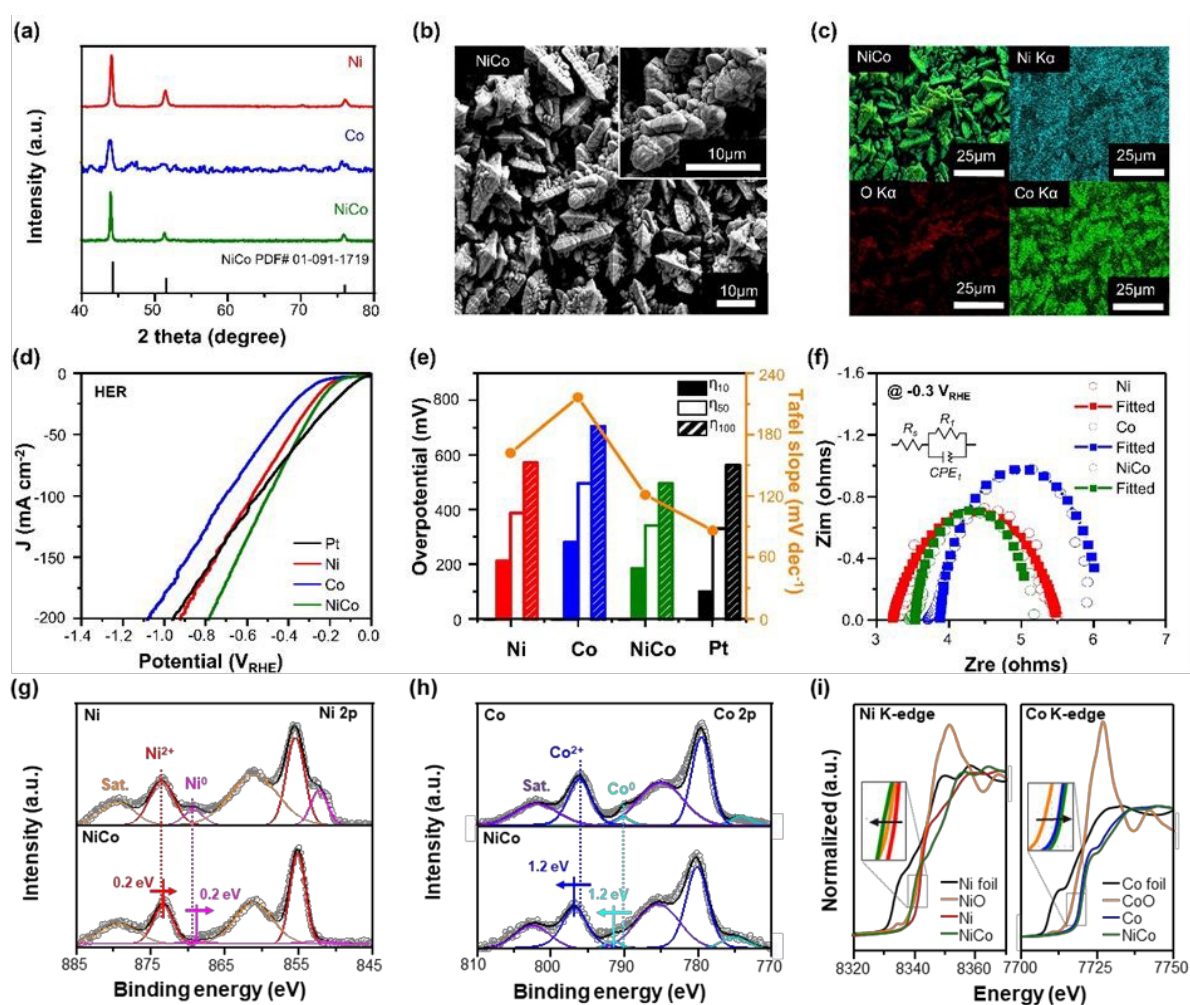 (a)
Ni
Co
NiCo
NiCo PDF# 01-091-1719
Intensity (a.u.)
40 50 60 70 80
2 theta (degree)
(b)
NiCo
10μm
10μm
(c)
NiCo
Ni Kα
25μm
25μm
O Kα
Co Kα
25μm
25μm
(d)
HER
J (mA cm-2)
0
-50
-100
-150
-200
Pt
Ni
Co
NiCo
-1.4 -1.2 -1.0 -0.8 -0.6 -0.4 -0.2 0.0
Potential (VRHE)
(e)
η10
η50
η100
Overpotential (mV)
800
600
400
200
0
Tafel slope (mV dec-1)
240
180
120
60
0
Ni Co NiCo Pt
(f)
@ -0.3 VRHE
Rs
Rf
CPE1
Ni
Fitted
Co
Fitted
NiCo
Fitted
Zim (ohms)
-1.6
-1.2
-0.8
-0.4
0.0
3 4 5 6 7
Zre (ohms)
(g)
Ni
Ni 2p
Ni2+
Ni0
Sat.
NiCo
0.2 eV
0.2 eV
Intensity (a.u.)
885 875 865 855 845
Binding energy (eV)
(h)
Co
Co 2p
Co2+
Co0
Sat.
NiCo
1.2 eV
1.2 eV
Intensity (a.u.)
810 800 790 780 770
Binding energy (eV)
(i)
Ni K-edge
Co K-edge
Normalized (a.u.)
Ni foil
NiO
Ni
NiCo
Co foil
CoO
Co
NiCo
8320 8340 8360
7700 7725 7750
Energy (eV)